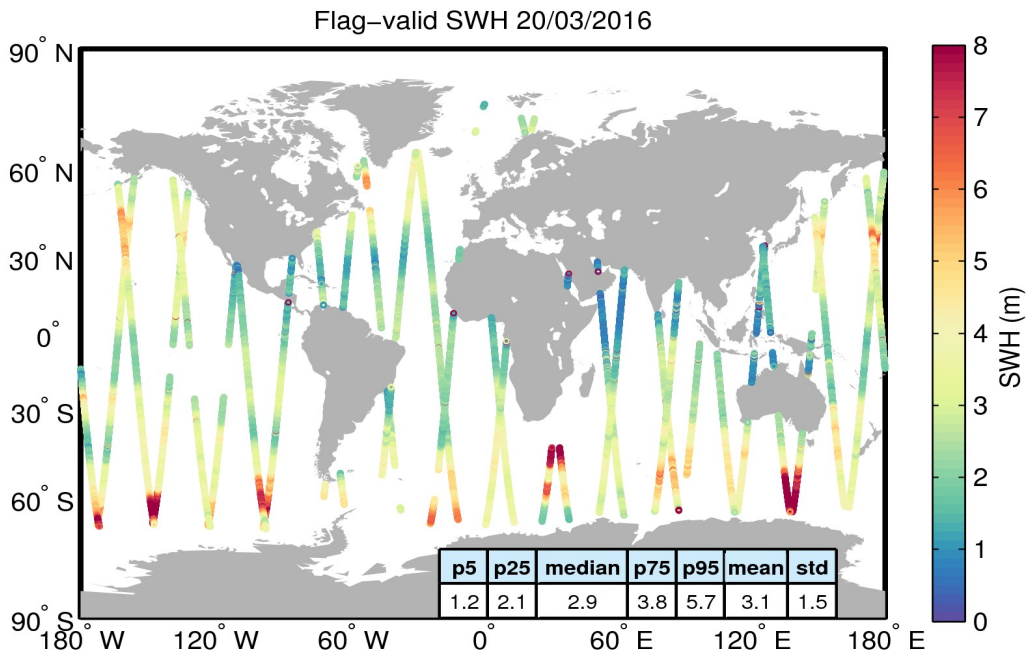 Flag−valid SWH 20/03/2016
90° N
60° N
30° N
0°
30° S
60° S
90° S
180° W
120° W
60° W
0°
60° E
120° E
180° E
p5 p25 median p75 p95 mean std
1.2 2.1 2.9 3.8 5.7 3.1 1.5
8
7
6
5
4
3
2
1
0
SWH (m)